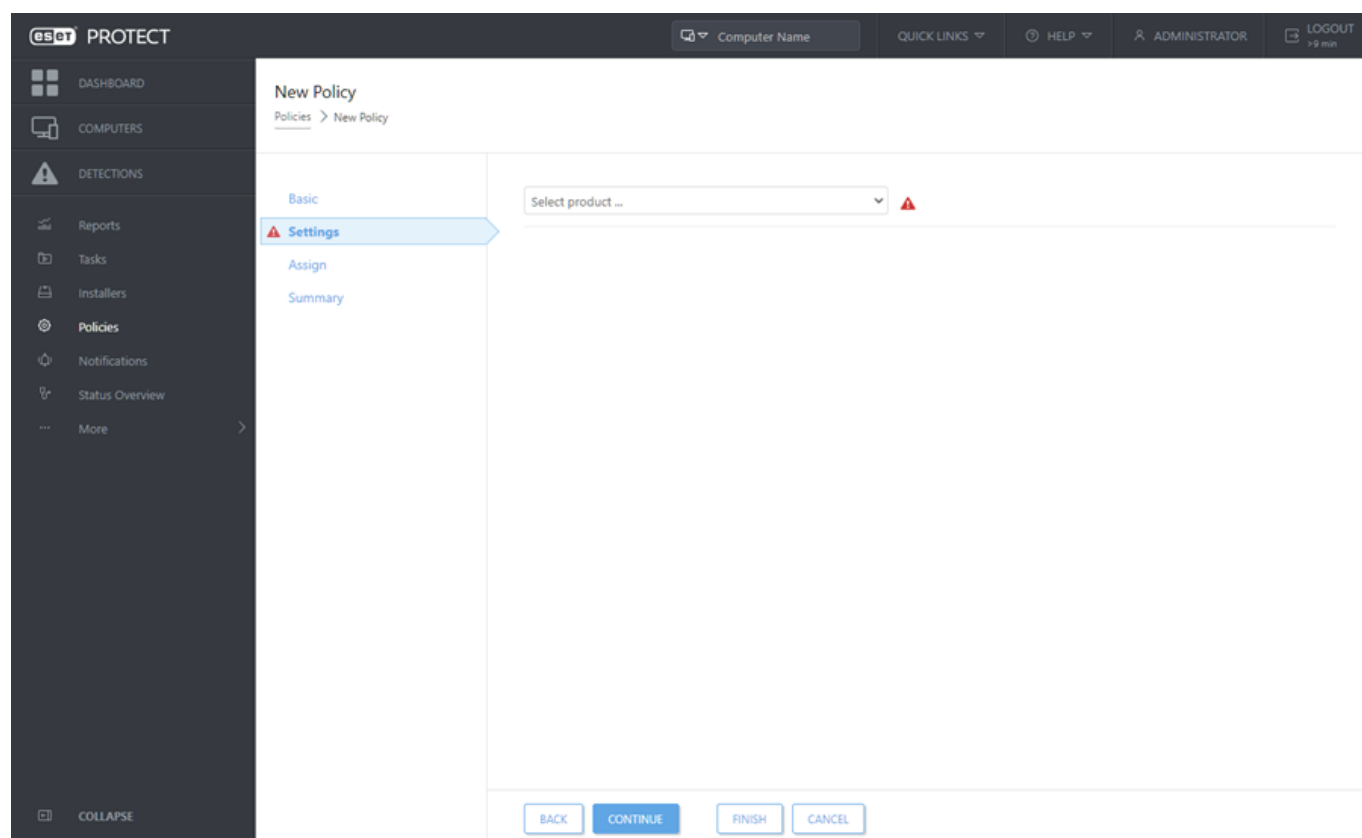 eset PROTECT
Computer Name
QUICK LINKS
HELP
ADMINISTRATOR
LOGOUT
>9 min
DASHBOARD
COMPUTERS
DETECTIONS
Reports
Tasks
Installers
Policies
Notifications
Status Overview
More
COLLAPSE
New Policy
Policies > New Policy
Basic
Settings
Assign
Summary
Select product ...
BACK
CONTINUE
FINISH
CANCEL